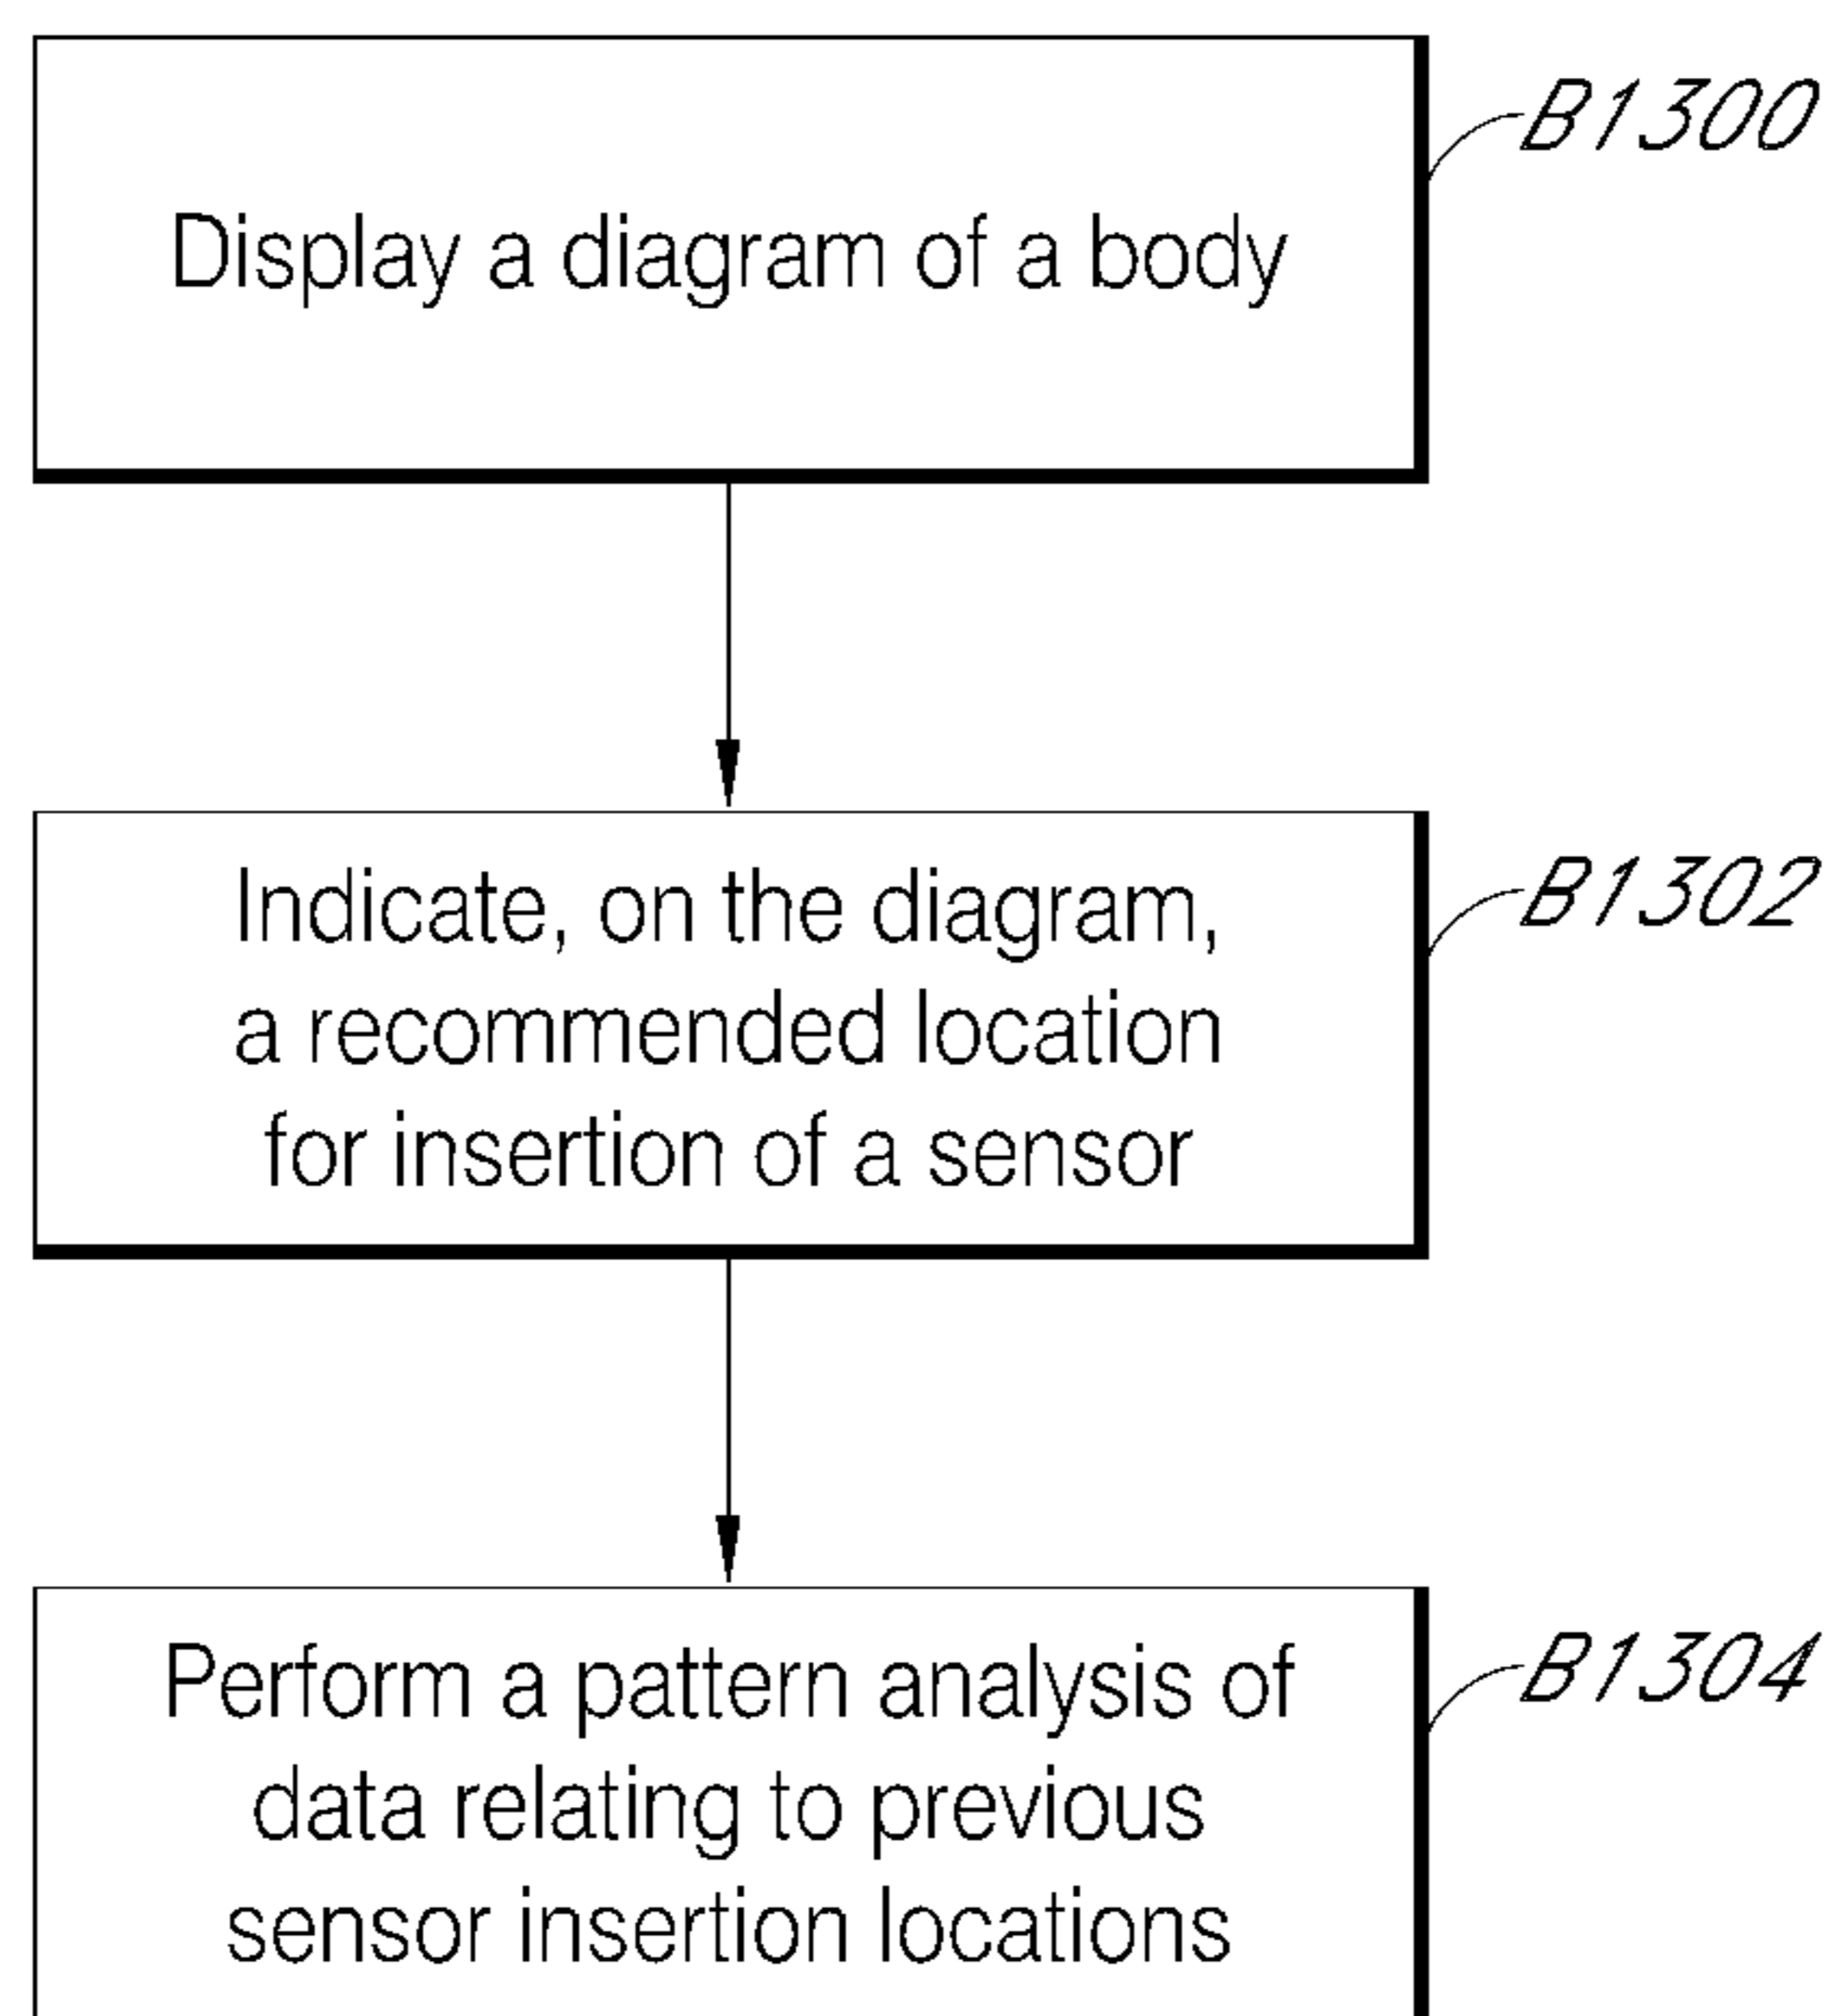 B1300
Display a diagram of a body
B1302
Indicate, on the diagram,
a recommended location
for insertion of a sensor
B1304
Perform a pattern analysis of
data relating to previous
sensor insertion locations